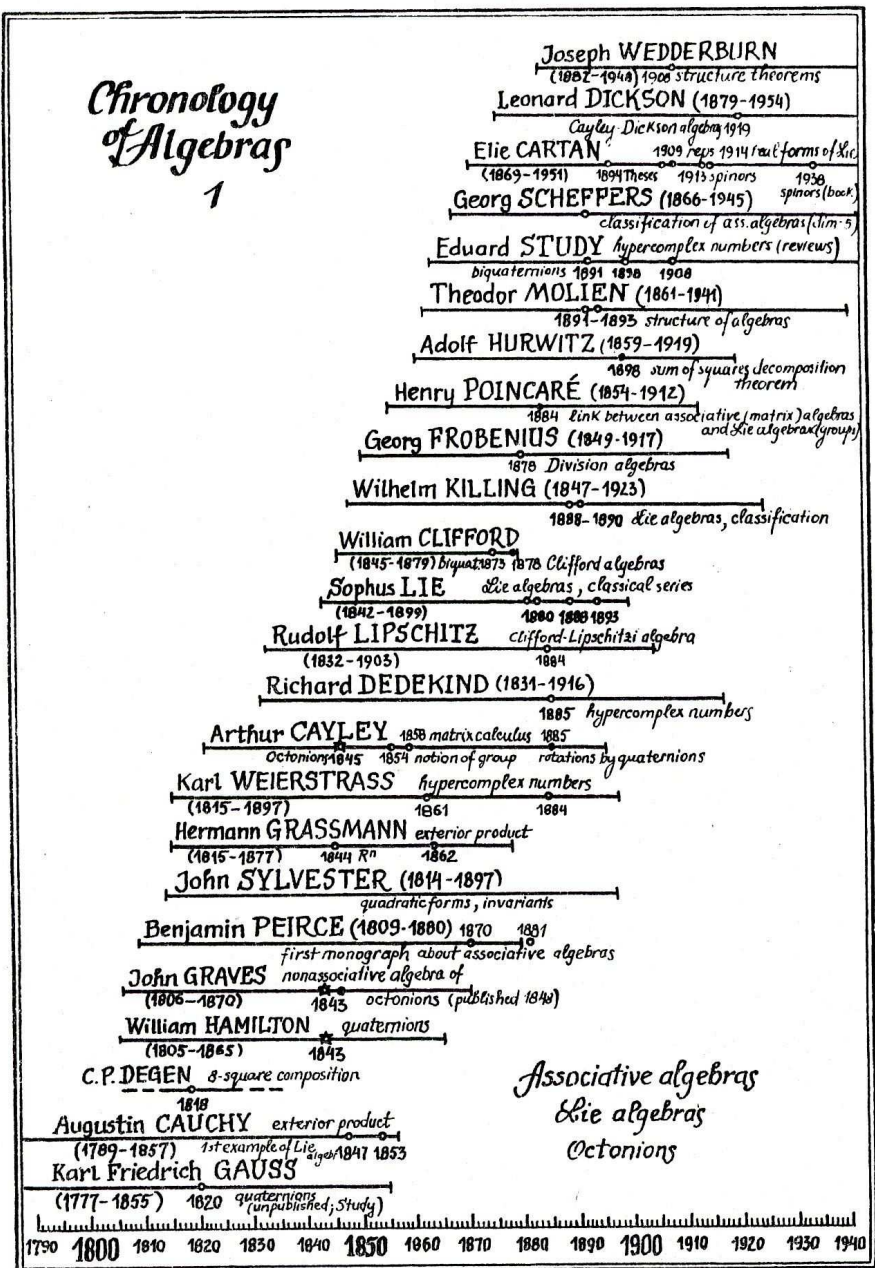 Chronology
of Algebras
1
Joseph WEDDERBURN
(1882-1948) 1908 structure theorems
Leonard DICKSON (1879-1954)
Cayley-Dickson algebras 1919
Elie CARTAN 1909 reps 1914 real forms of Lie
(1869-1951) 1894 Theses 1913 spinors 1938
spinors (book)
Georg SCHEFFERS (1866-1945)
classification of ass. algebras (dim-5)
Eduard STUDY hypercomplex numbers (reviews)
biquaternions 1891 1898 1908
Theodor MOLIEN (1861-1941)
1891-1893 structure of algebras
Adolf HURWITZ (1859-1919)
1898 sum of squares decomposition
theorem
Henry POINCARÉ (1854-1912)
1884 link between associative (matrix) algebras
and Lie algebras (groups)
Georg FROBENIUS (1849-1917)
1878 Division algebras
Wilhelm KILLING (1847-1923)
1888-1890 Lie algebras, classification
William CLIFFORD
(1845-1879) biquat. 1873 1878 Clifford algebras
Sophus LIE Lie algebras, classical series
(1842-1899) 1880 1888 1893
Rudolf LIPSCHITZ Clifford-Lipschitzi algebra
(1832-1903) 1884
Richard DEDEKIND (1831-1916)
1885 hypercomplex numbers
Arthur CAYLEY 1858 matrix calculus 1885
Octonions 1845 1854 notion of group rotations by quaternions
Karl WEIERSTRASS hypercomplex numbers
(1815-1897) 1861 1884
Hermann GRASSMANN exterior product
(1815-1877) 1844 Rⁿ 1862
John SYLVESTER (1814-1897)
quadratic forms, invariants
Benjamin PEIRCE (1809-1880) 1870 1881
first monograph about associative algebras
John GRAVES nonassociative algebra of
(1806-1870) 1843 octonions (published 1848)
William HAMILTON quaternions
(1805-1865) 1843
C.P. DEGEN 8-square composition
1818
Augustin CAUCHY exterior product
(1789-1857) 1st example of Lie algebr 1847 1853
Karl Friedrich GAUSS
(1777-1855) 1820 quaternions
(unpublished; Study)
Associative algebras
Lie algebras
Octonions
1790 1800 1810 1820 1830 1840 1850 1860 1870 1880 1890 1900 1910 1920 1930 1940